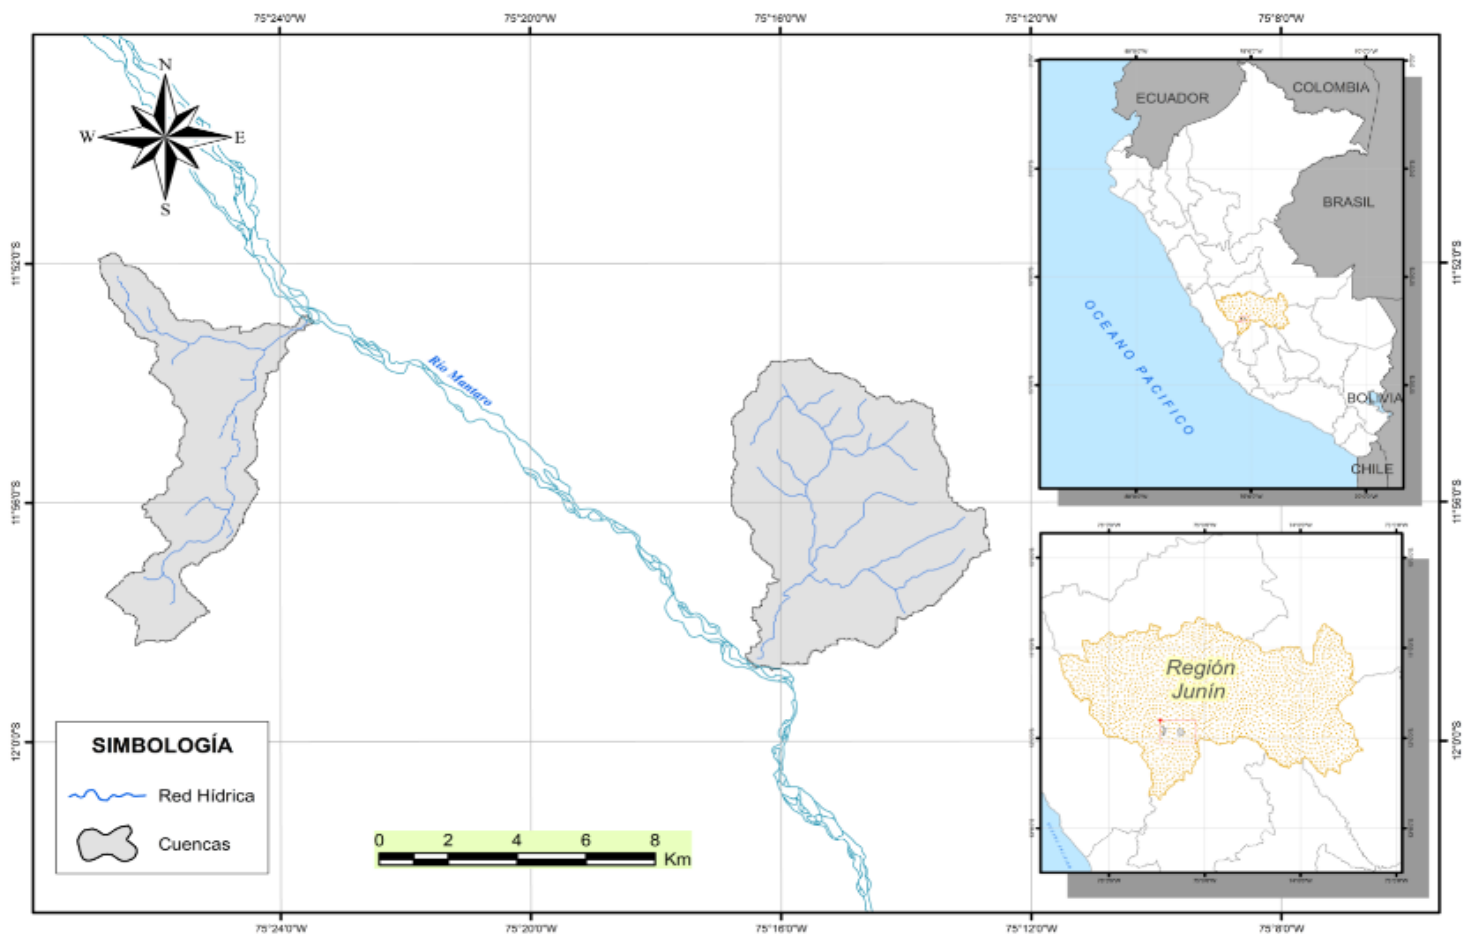 75°24'0"W
75°20'0"W
75°16'0"W
75°12'0"W
75°8'0"W
N
W
E
S
11°52'0"S
11°52'0"S
11°56'0"S
11°56'0"S
12°0'0"S
12°0'0"S
Río Mantaro
ECUADOR
COLOMBIA
BRASIL
OCEANO PACIFICO
BOLIVIA
CHILE
Región
Junín
SIMBOLOGÍA
Red Hídrica
Cuencas
0 2 4 6 8
Km
75°24'0"W
75°20'0"W
75°16'0"W
75°12'0"W
75°8'0"W